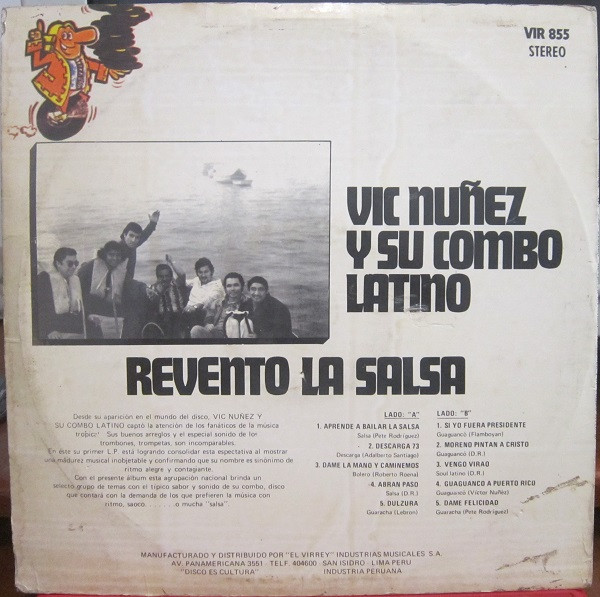 VIR 855
STEREO
VIC NUÑEZ
Y SU COMBO
LATINO
REVENTO LA SALSA
Desde su aparición en el mundo del disco, VIC NUÑEZ Y
SU COMBO LATINO captó la atención de los fanáticos de la música
tropical Sus buenos arreglos y el especial sonido de los
trombones, trompetas, son incomparables.
En éste su primer L.P. está logrando consolidar esta espectativa al mostrar
una madurez musical inobjetable y confirmando que su nombre es sinónimo de
ritmo alegre y contagiante.
Con el presente álbum esta agrupación nacional brinda un
selecto grupo de temas con el típico sabor y sonido de su combo, disco
que contará con la demanda de los que prefieren la música con
ritmo, saoco. . . . . . o mucha "salsa"
LADO: "A"
1. APRENDE A BAILAR LA SALSA
Salsa (Pete Rodríguez)
2. DESCARGA 73
Descarga (Adalberto Santiago)
3. DAME LA MANO Y CAMINEMOS
Bolero (Roberto Roena)
4. ABRAN PASO
Salsa (D.R.)
5. DULZURA
Guaracha (Lebron)
LADO: "B"
1. SI YO FUERA PRESIDENTE
Guaguancó (Flamboyan)
2. MORENO PINTAN A CRISTO
Guaguancó (D.R.)
3. VENGO VIRAO
Soul latino (D.R.)
4. GUAGUANCO A PUERTO RICO
Guaguancó (Víctor Nuñez)
5. DAME FELICIDAD
Guaracha (Pete Rodríguez)
MANUFACTURADO Y DISTRIBUIDO POR "EL VIRREY" INDUSTRIAS MUSICALES S.A.
AV. PANAMERICANA 3551 - TELF. 404600 - SAN ISIDRO - LIMA PERU
"DISCO ES CULTURA" INDUSTRIA PERUANA